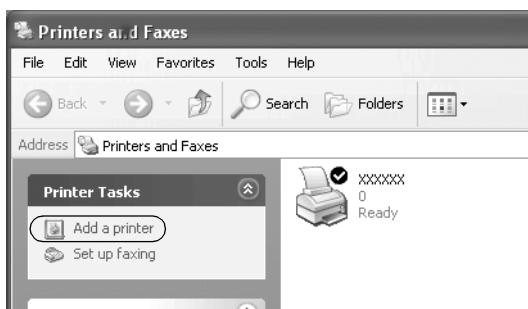 Printers and Faxes
File Edit View Favorites Tools Help
Back Search Folders
Address Printers and Faxes
Printer Tasks
Add a printer
Set up faxing
xxxxxx
0
Ready